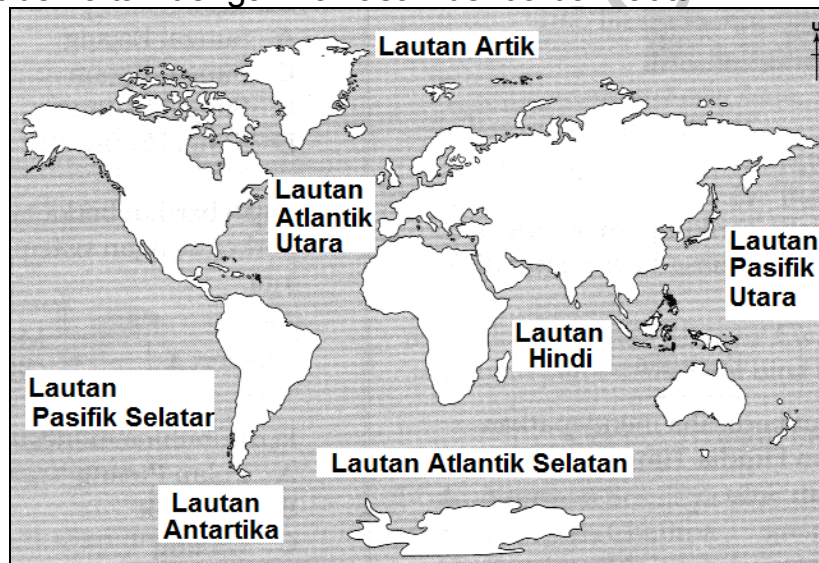 Lautan Artik
U
Lautan
Atlantik
Utara
Lautan
Pasifik
Utara
Lautan
Hindi
Lautan
Pasifik Selatar
Lautan Atlantik Selatan
Lautan
Antartika